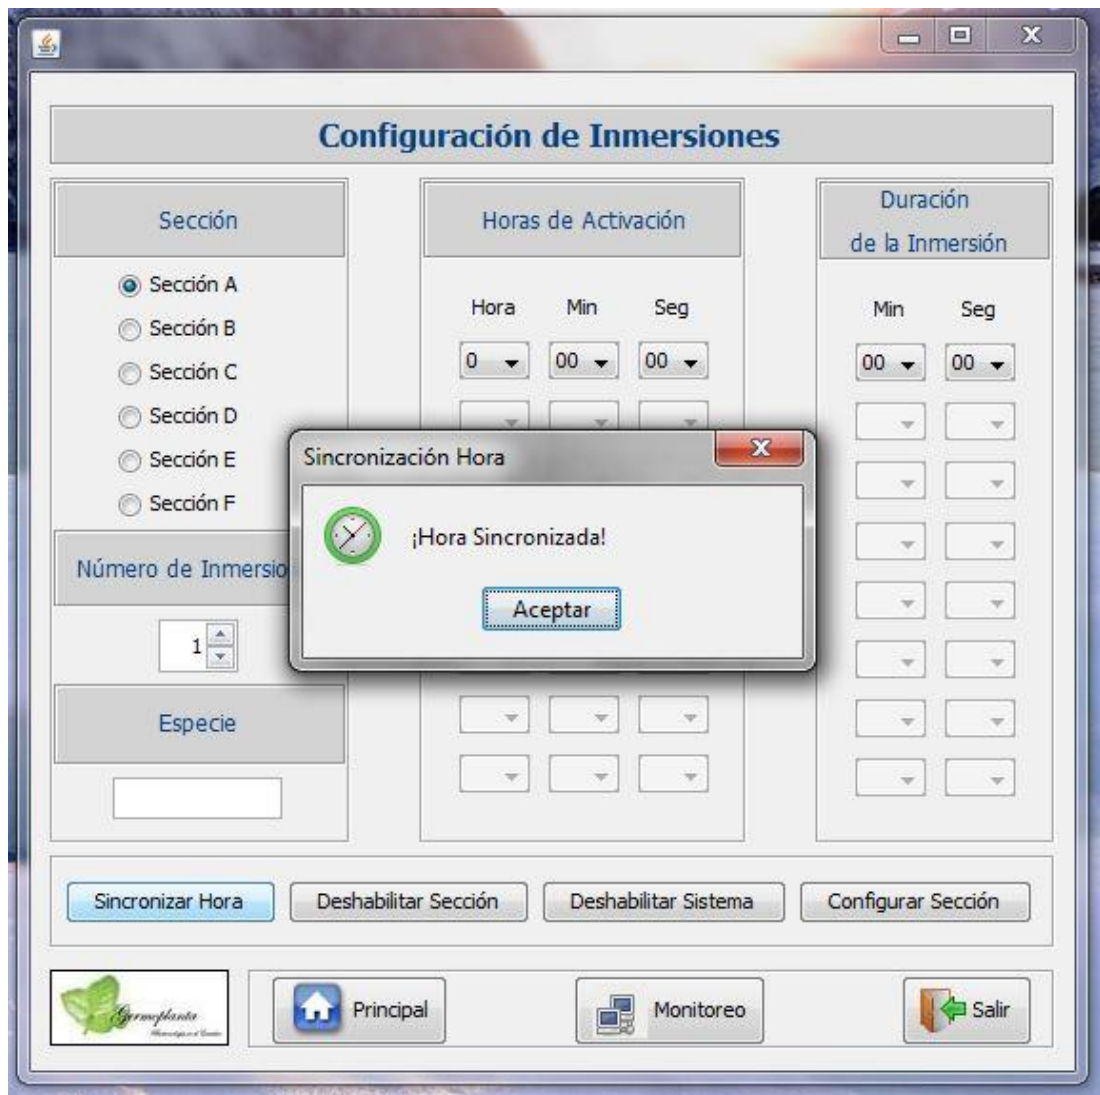 Configuración de Inmersiones
Sección
Sección A
Sección B
Sección C
Sección D
Sección E
Sección F
Número de Inmersio
1
Especie
Horas de Activación
Hora Min Seg
0 00 00
Duración
de la Inmersión
Min Seg
00 00
Sincronización Hora
¡Hora Sincronizada!
Aceptar
Sincronizar Hora Deshabilitar Sección Deshabilitar Sistema Configurar Sección
Germoplanta
Principal Monitoreo Salir